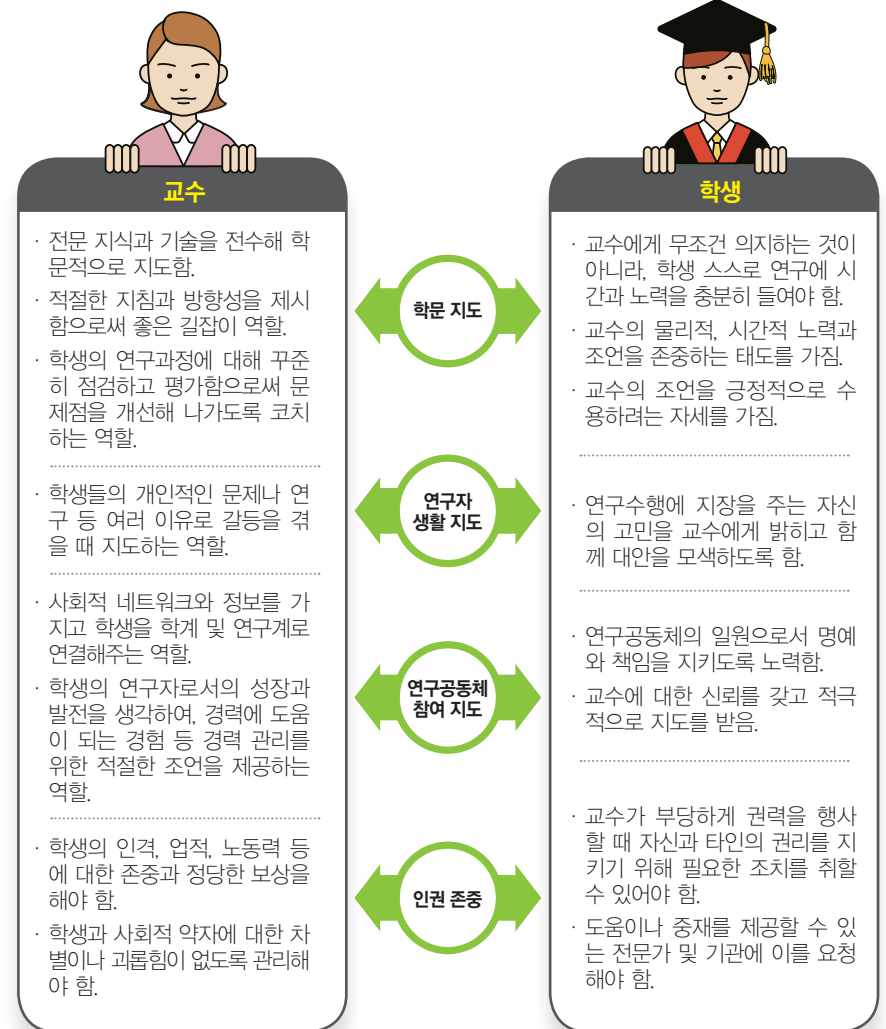 교수
· 전문 지식과 기술을 전수해 학
문적으로 지도함.
· 적절한 지침과 방향성을 제시
함으로써 좋은 길잡이 역할.
· 학생의 연구과정에 대해 꾸준
히 점검하고 평가함으로써 문
제점을 개선해 나가도록 코치
하는 역할.
· 학생들의 개인적인 문제나 연
구 등 여러 이유로 갈등을 겪
을 때 지도하는 역할.
· 사회적 네트워크와 정보를 가
지고 학생을 학계 및 연구계로
연결해주는 역할.
· 학생의 연구자로서의 성장과
발전을 생각하여, 경력에 도움
이 되는 경험 등 경력 관리를
위한 적절한 조언을 제공하는
역할.
· 학생의 인격, 업적, 노동력 등
에 대한 존중과 정당한 보상을
해야 함.
· 학생과 사회적 약자에 대한 차
별이나 괴롭힘이 없도록 관리해
야 함.
학문 지도
연구자
생활 지도
연구공동체
참여 지도
인권 존중
학생
· 교수에게 무조건 의지하는 것이
아니라, 학생 스스로 연구에 시
간과 노력을 충분히 들여야 함.
· 교수의 물리적, 시간적 노력과
조언을 존중하는 태도를 가짐.
· 교수의 조언을 긍정적으로 수
용하려는 자세를 가짐.
· 연구수행에 지장을 주는 자신
의 고민을 교수에게 밝히고 함
께 대안을 모색하도록 함.
· 연구공동체의 일원으로서 명예
와 책임을 지키도록 노력함.
· 교수에 대한 신뢰를 갖고 적극
적으로 지도를 받음.
· 교수가 부당하게 권력을 행사
할 때 자신과 타인의 권리를 지
키기 위해 필요한 조치를 취할
수 있어야 함.
· 도움이나 중재를 제공할 수 있
는 전문가 및 기관에 이를 요청
해야 함.